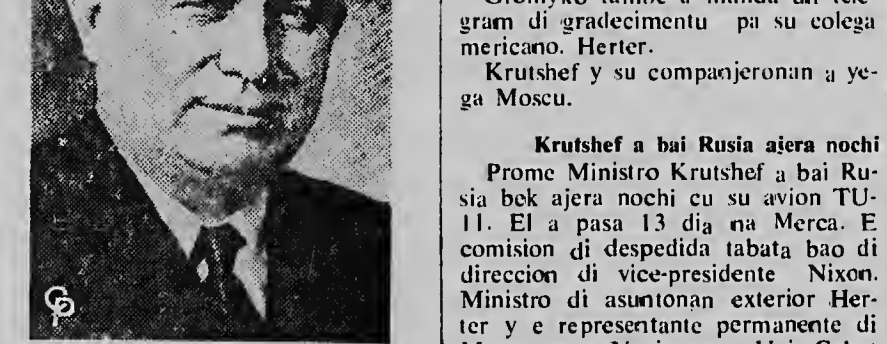 CP
Gromyko tambe a manda un tele-
gram di gradecimentu pa su colega
mericano. Herter.
Krutshef y su companjeronan a ye-
ga Moscu.
Krutshef a bai Rusia ajera nochi
Prome Ministro Krutshef a bai Ru-
sia bek ajera nochi cu su avion TU-
11. El a pasa 13 dia na Merca. E
comision di despedida tabata bao di
direccion di vice-presidente Nixon.
Ministro di asuntonan exterior Her-
ter y e representante permanente di